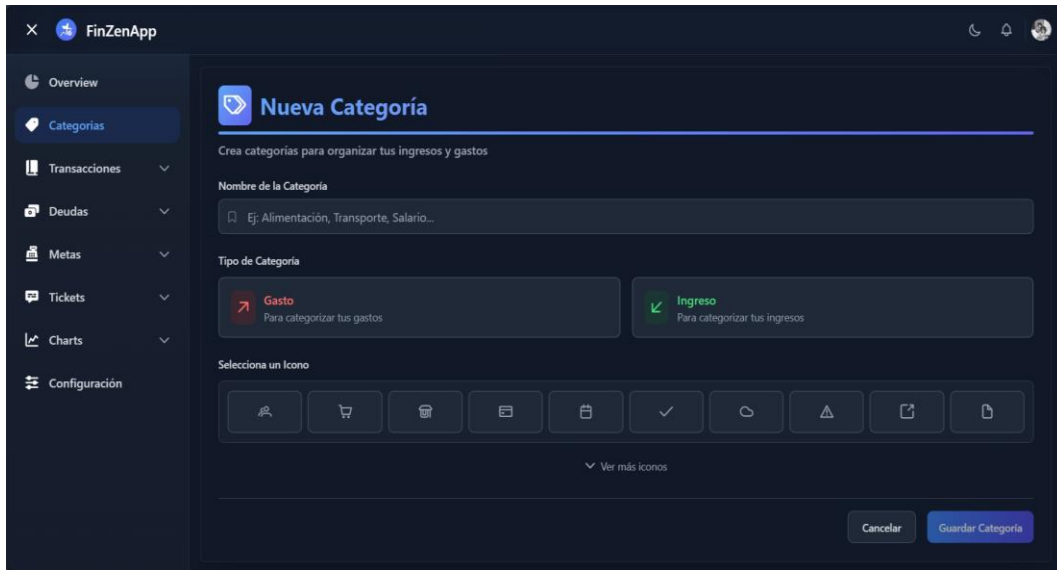 FinZenApp
Overview
Categorias
Transacciones
Deudas
Metas
Tickets
Charts
Configuración
Nueva Categoría
Crea categorías para organizar tus ingresos y gastos
Nombre de la Categoría
Ej: Alimentación, Transporte, Salario...
Tipo de Categoría
Gasto
Para categorizar tus gastos
Ingreso
Para categorizar tus ingresos
Selecciona un Icono
Ver más iconos
Cancelar
Guardar Categoría